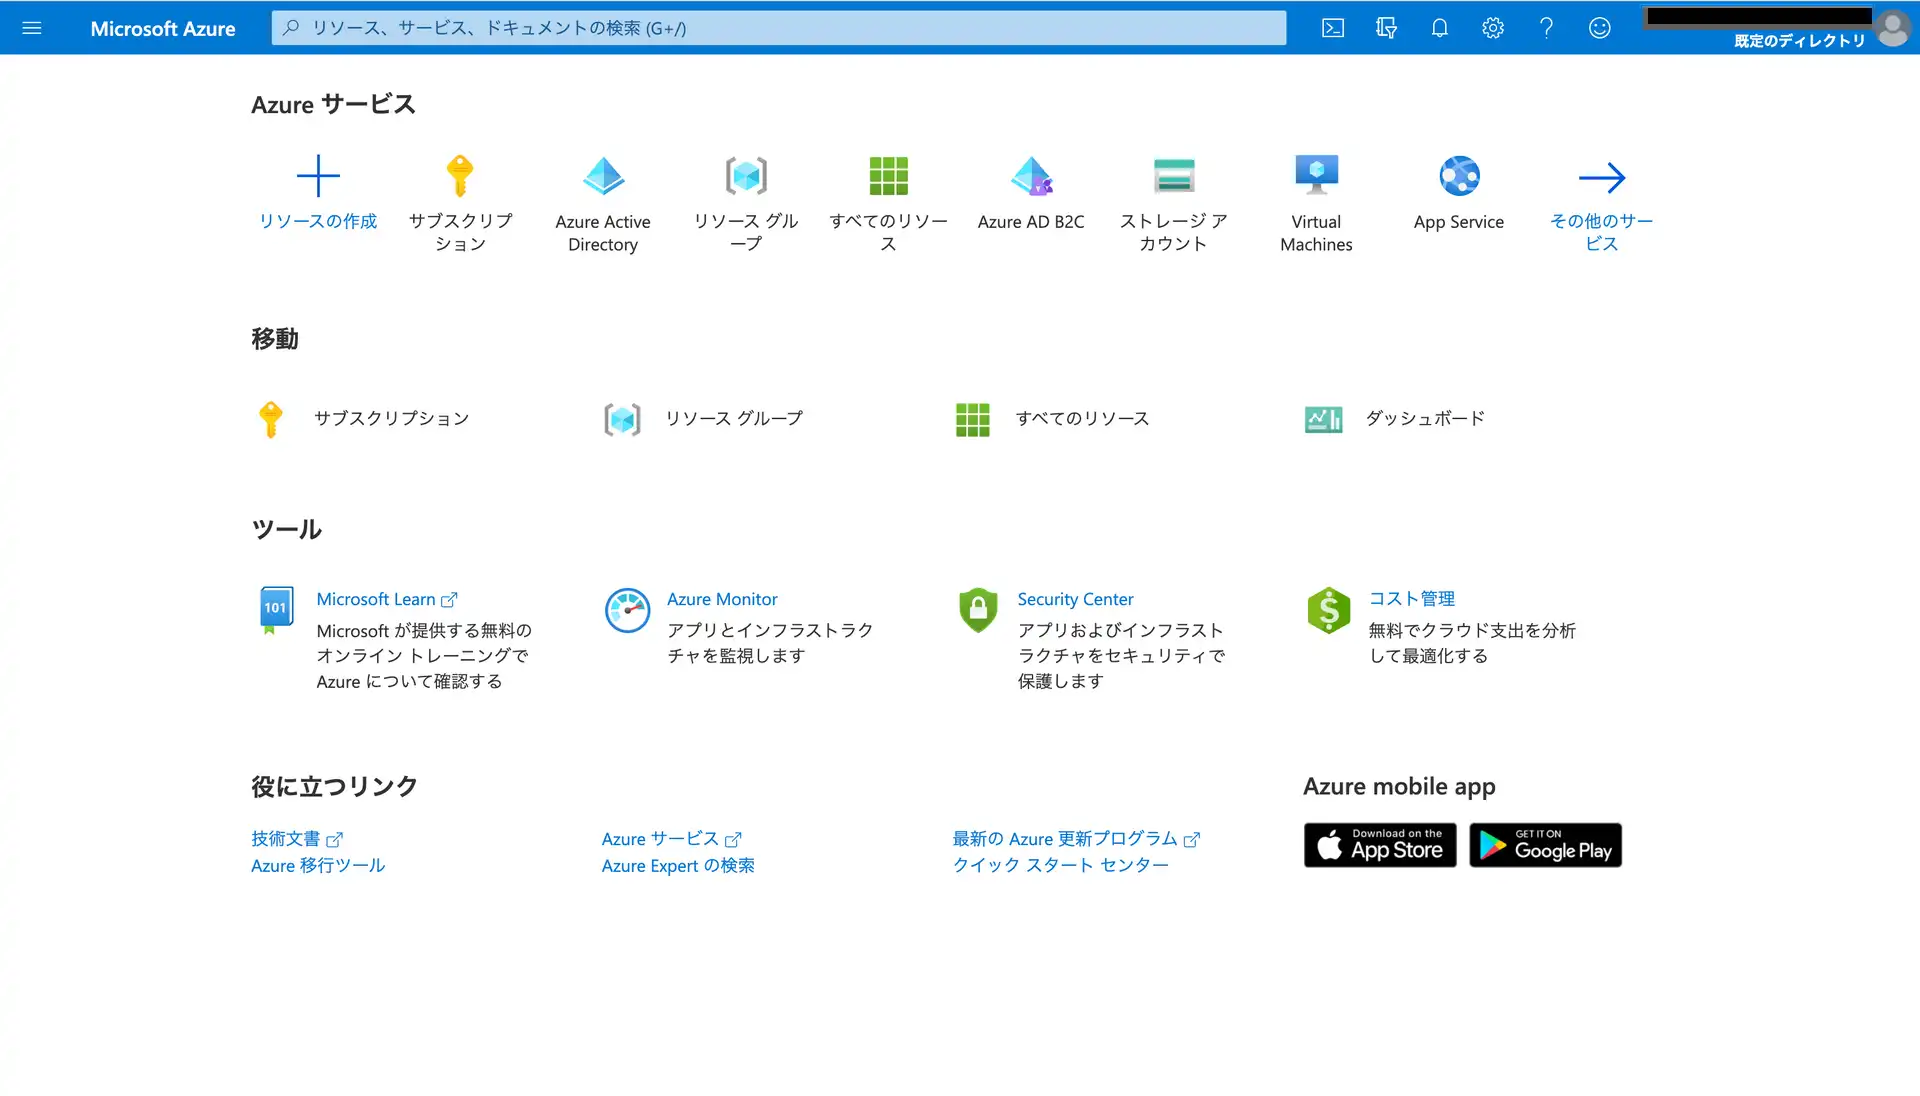 Microsoft Azure
リソース、サービス、ドキュメントの検索 (G+/)
既定のディレクトリ
Azure サービス
リソースの作成
サブスクリプ
ション
Azure Active
Directory
リソース グル
ープ
すべてのリソー
ス
Azure AD B2C
ストレージ ア
カウント
Virtual
Machines
App Service
その他のサー
ビス
移動
サブスクリプション
リソース グループ
すべてのリソース
ダッシュボード
ツール
101
Microsoft Learn
Microsoft が提供する無料の
オンライン トレーニングで
Azure について確認する
Azure Monitor
アプリとインフラストラク
チャを監視します
Security Center
アプリおよびインフラスト
ラクチャをセキュリティで
保護します
コスト管理
無料でクラウド支出を分析
して最適化する
役に立つリンク
技術文書
Azure 移行ツール
Azure サービス
Azure Expert の検索
最新の Azure 更新プログラム
クイック スタート センター
Azure mobile app
Download on the
App Store
GET IT ON
Google Play